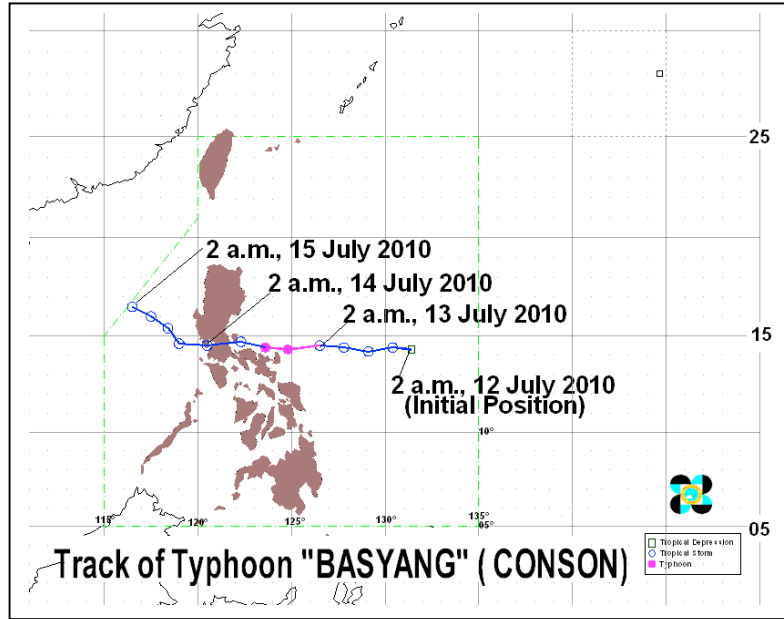 25
2 a.m., 15 July 2010
2 a.m., 14 July 2010
2 a.m., 13 July 2010
15
2 a.m., 12 July 2010
(Initial Position)
10°
115°
120°
125°
130°
135°
05°
05
Track of Typhoon "BASYANG" ( CONSON)
Tropical Depression
Tropical Storm
Typhoon